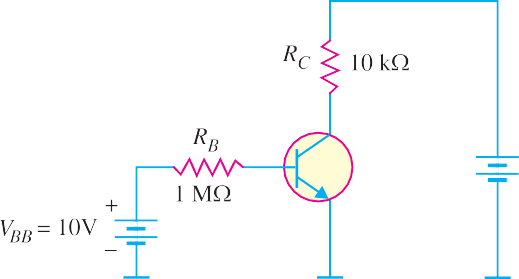 R_C 10 kΩ
R_B
1 MΩ
+
V_BB = 10V
–